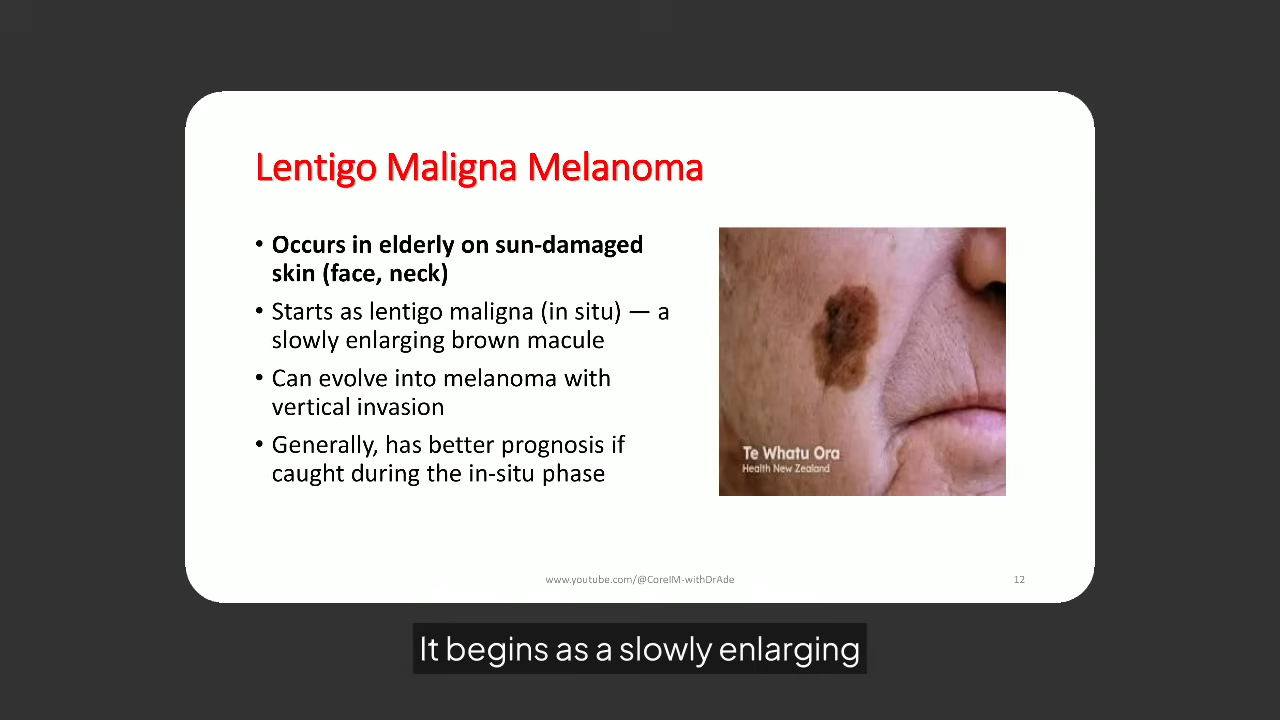 Lentigo Maligna Melanoma
• Occurs in elderly on sun-damaged
skin (face, neck)
• Starts as lentigo maligna (in situ) — a
slowly enlarging brown macule
• Can evolve into melanoma with
vertical invasion
• Generally, has better prognosis if
caught during the in-situ phase
Te Whatu Ora
Health New Zealand
www.youtube.com/@CoreIM-withDrAde
12
It begins as a slowly enlarging